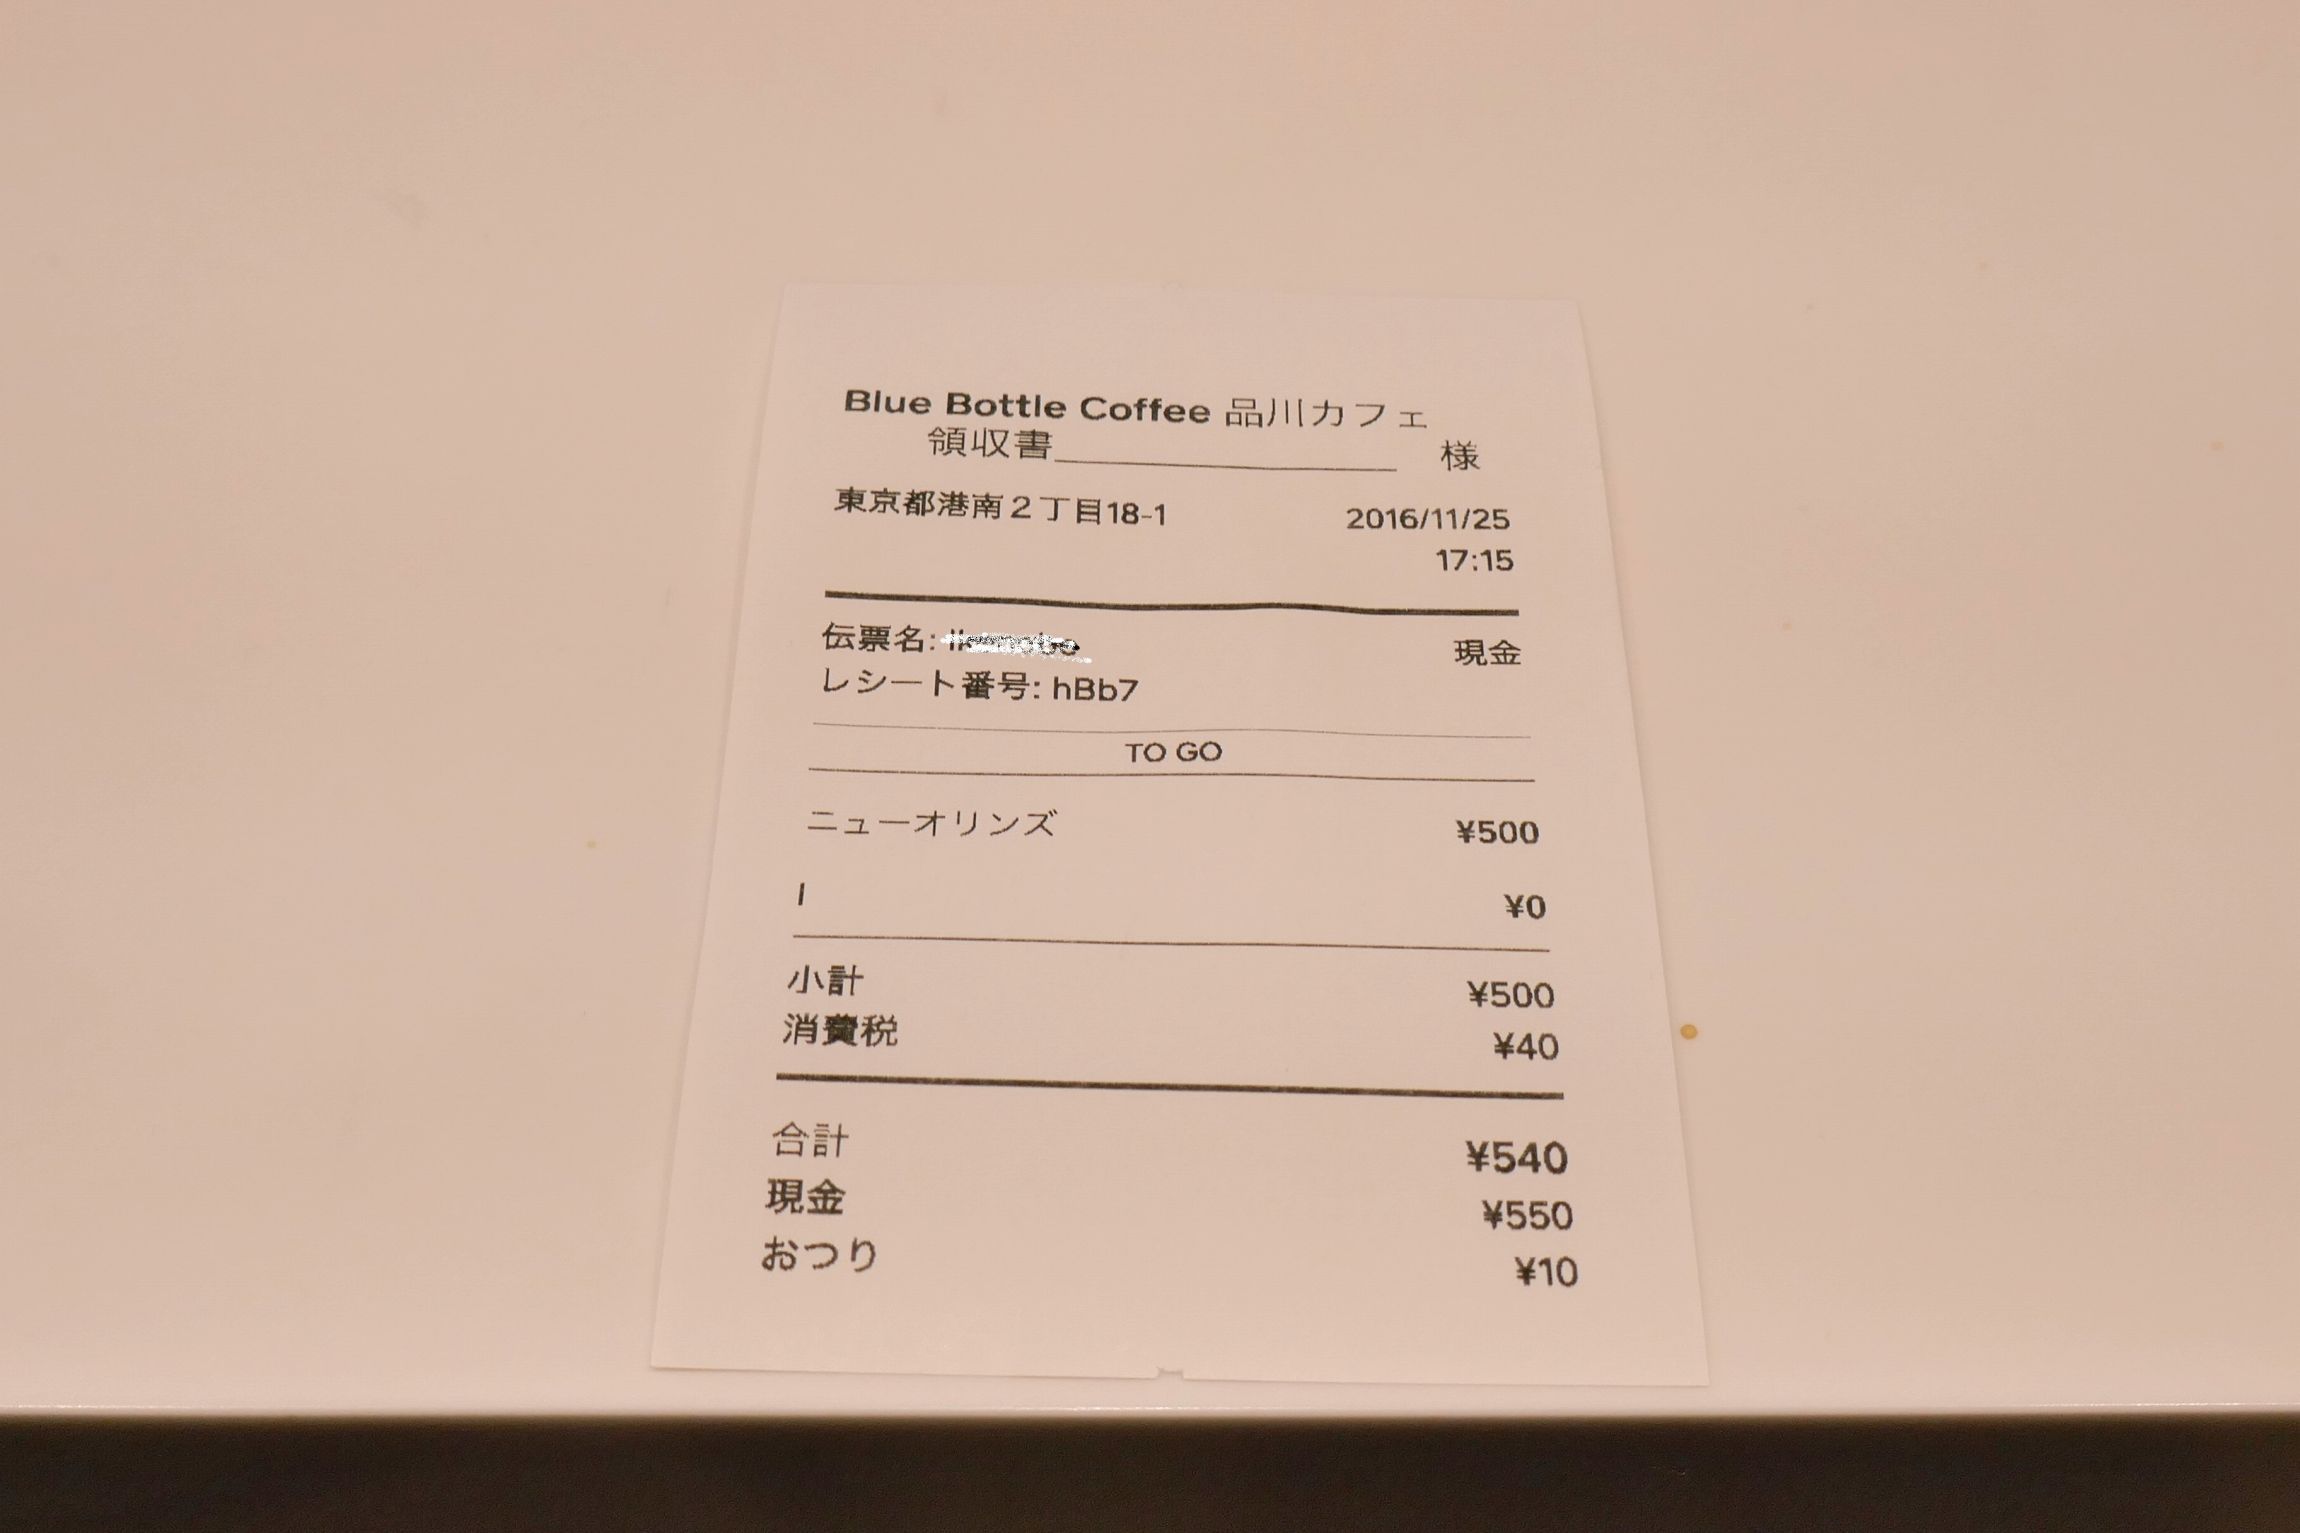 Blue Bottle Coffee 品川カフェ
領収書 様
東京都港南2丁目18-1 2016/11/25
17:15
伝票名: 現金
レシート番号: hBb7
TO GO
ニューオリンズ ¥500
I ¥0
小計 ¥500
消費税 ¥40
合計 ¥540
現金 ¥550
おつり ¥10